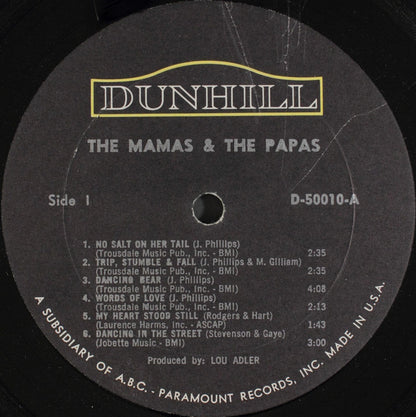 DUNHILL
THE MAMAS & THE PAPAS
Side 1 D-50010-A
1. NO SALT ON HER TAIL (J. Phillips)
(Trousdale Music Pub., Inc. - BMI) 2:35
2. TRIP, STUMBLE & FALL (J. Phillips & M. Gilliam)
(Trousdale Music Pub., Inc. - BMI) 2:35
3. DANCING BEAR (J. Phillips)
(Trousdale Music Pub., Inc. - BMI) 4:08
4. WORDS OF LOVE (J. Phillips)
(Trousdale Music Pub., Inc. - BMI) 2:13
5. MY HEART STOOD STILL (Rodgers & Hart)
(Laurence Harms, Inc. - ASCAP) 1:43
6. DANCING IN THE STREET (Stevenson & Gaye)
(Jobette Music - BMI) 3:00
Produced by: LOU ADLER
A SUBSIDIARY OF A.B.C. - PARAMOUNT RECORDS, INC. MADE IN U.S.A.